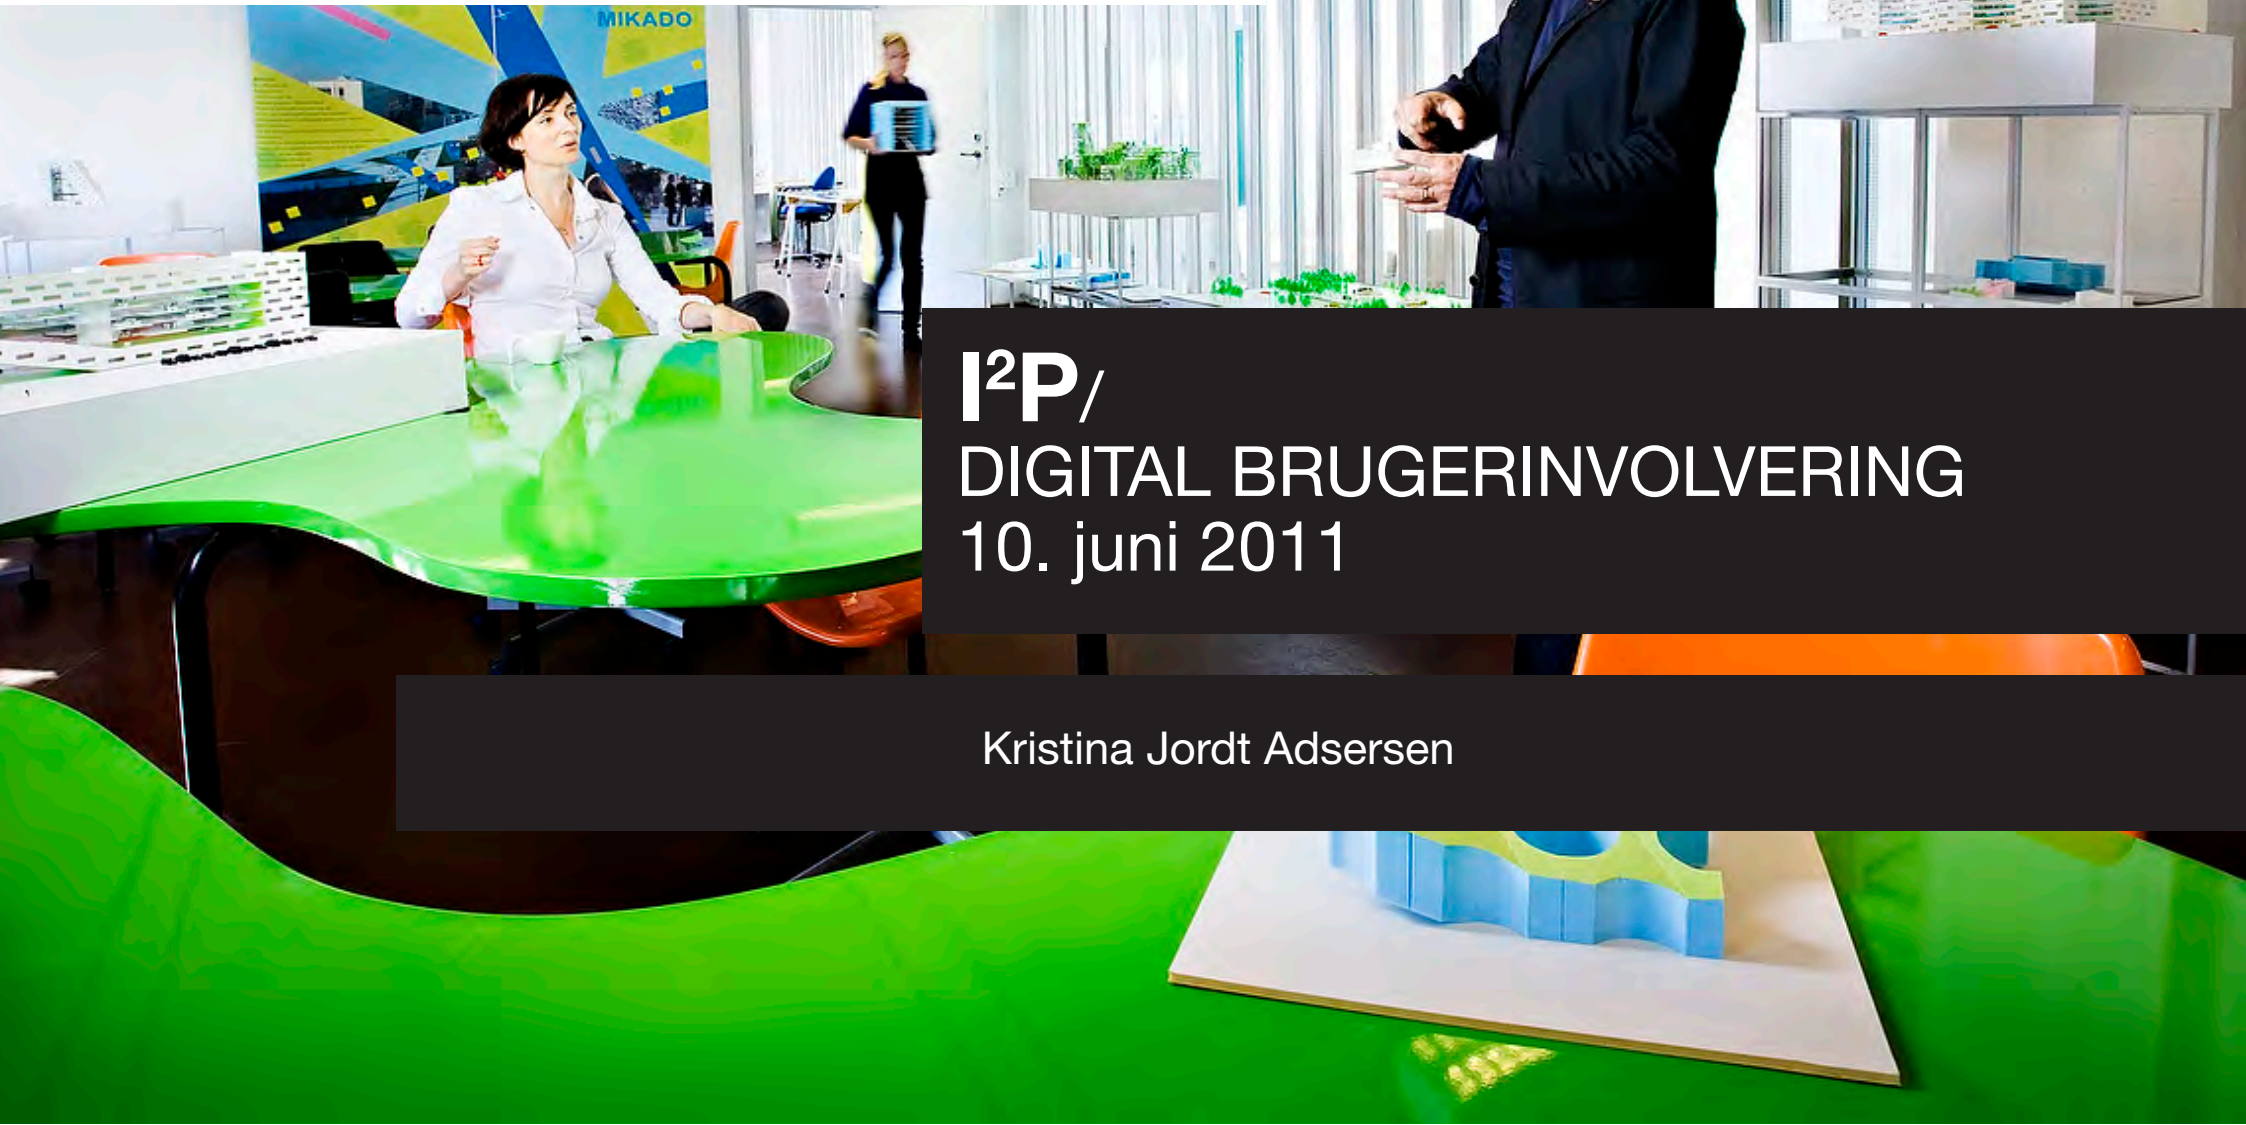 MIKADO
I²P/
DIGITAL BRUGERINVOLVERING
10. juni 2011
Kristina Jordt Adsersen